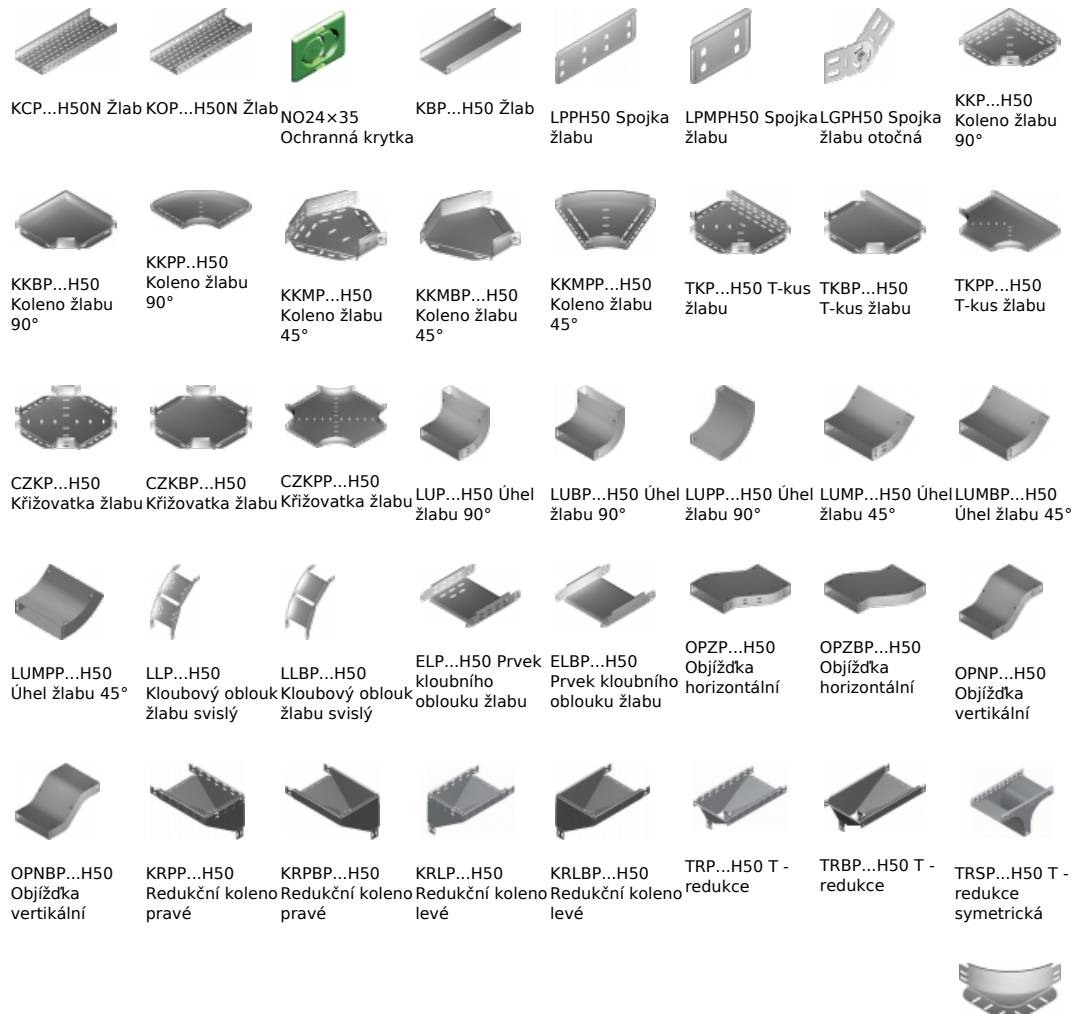 KCP...H50N Žlab
KOP...H50N Žlab
NO24×35
Ochranná krytka
KBP...H50 Žlab
LPPH50 Spojka
žlabu
LPMPH50 Spojka
žlabu
LGPH50 Spojka
žlabu otočná
KKP...H50
Koleno žlabu
90°
KKBP...H50
Koleno žlabu
90°
KKPP..H50
Koleno žlabu
90°
KKMP...H50
Koleno žlabu
45°
KKMBP...H50
Koleno žlabu
45°
KKMPP...H50
Koleno žlabu
45°
TKP...H50 T-kus
žlabu
TKBP...H50
T-kus žlabu
TKPP...H50
T-kus žlabu
CZKP...H50
Křižovatka žlabu
CZKBP...H50
Křižovatka žlabu
CZKPP...H50
Křižovatka žlabu
LUP...H50 Úhel
žlabu 90°
LUBP...H50 Úhel
žlabu 90°
LUPP...H50 Úhel
žlabu 90°
LUMP...H50 Úhel
žlabu 45°
LUMBP...H50
Úhel žlabu 45°
LUMPP...H50
Úhel žlabu 45°
LLP...H50
Kloubový oblouk
žlabu svislý
LLBP...H50
Kloubový oblouk
žlabu svislý
ELP...H50 Prvek
kloubního
oblouku žlabu
ELBP...H50
Prvek kloubního
oblouku žlabu
OPZP...H50
Objížďka
horizontální
OPZBP...H50
Objížďka
horizontální
OPNP...H50
Objížďka
vertikální
OPNBP...H50
Objížďka
vertikální
KRPP...H50
Redukční koleno
pravé
KRPBP...H50
Redukční koleno
pravé
KRLP...H50
Redukční koleno
levé
KRLBP...H50
Redukční koleno
levé
TRP...H50 T -
redukce
TRBP...H50 T -
redukce
TRSP...H50 T -
redukce
symetrická